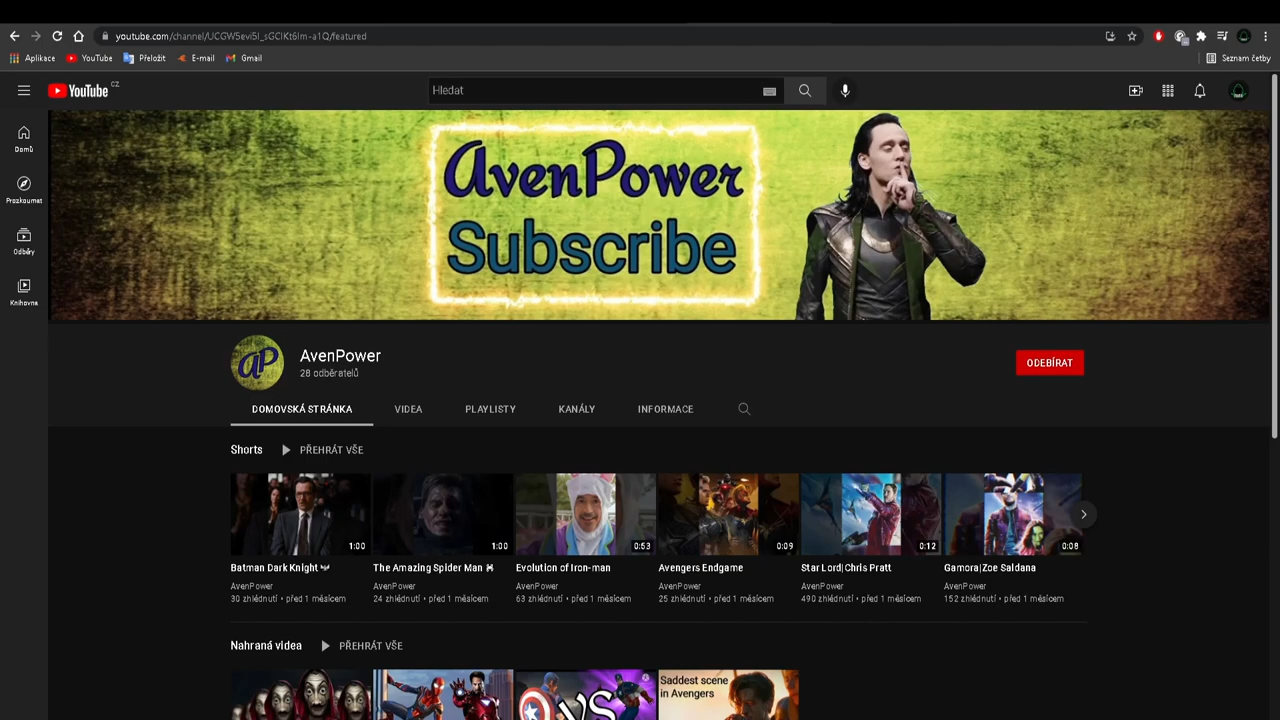 youtube.com/channel/UCGW5evi5l_sGClKt6Im-a1Q/featured
Aplikace YouTube Přeložit E-mail Gmail Seznam četby
YouTube CZ Hledat
Domů
Prozkoumat
Odběry
Knihovna
AvenPower
Subscribe
AP
AvenPower
28 odběratelů
ODEBÍRAT
DOMOVSKÁ STRÁNKA VIDEA PLAYLISTY KANÁLY INFORMACE
Shorts PŘEHRÁT VŠE
1:00 1:00 0:53 0:09 0:12 0:08
Batman Dark Knight The Amazing Spider Man Evolution of Iron-man Avengers Endgame Star Lord|Chris Pratt Gamora|Zoe Saldana
AvenPower AvenPower AvenPower AvenPower AvenPower AvenPower
30 zhlédnutí • před 1 měsícem 24 zhlédnutí • před 1 měsícem 63 zhlédnutí • před 1 měsícem 25 zhlédnutí • před 1 měsícem 490 zhlédnutí • před 1 měsícem 152 zhlédnutí • před 1 měsícem
Nahraná videa PŘEHRÁT VŠE
VS
Saddest scene
in Avengers